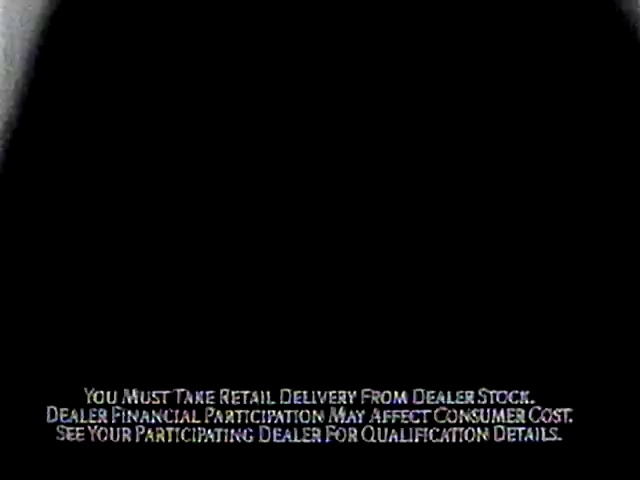 You Must Take Retail Delivery From Dealer Stock.
Dealer Financial Participation May Affect Consumer Cost.
See Your Participating Dealer For Qualification Details.